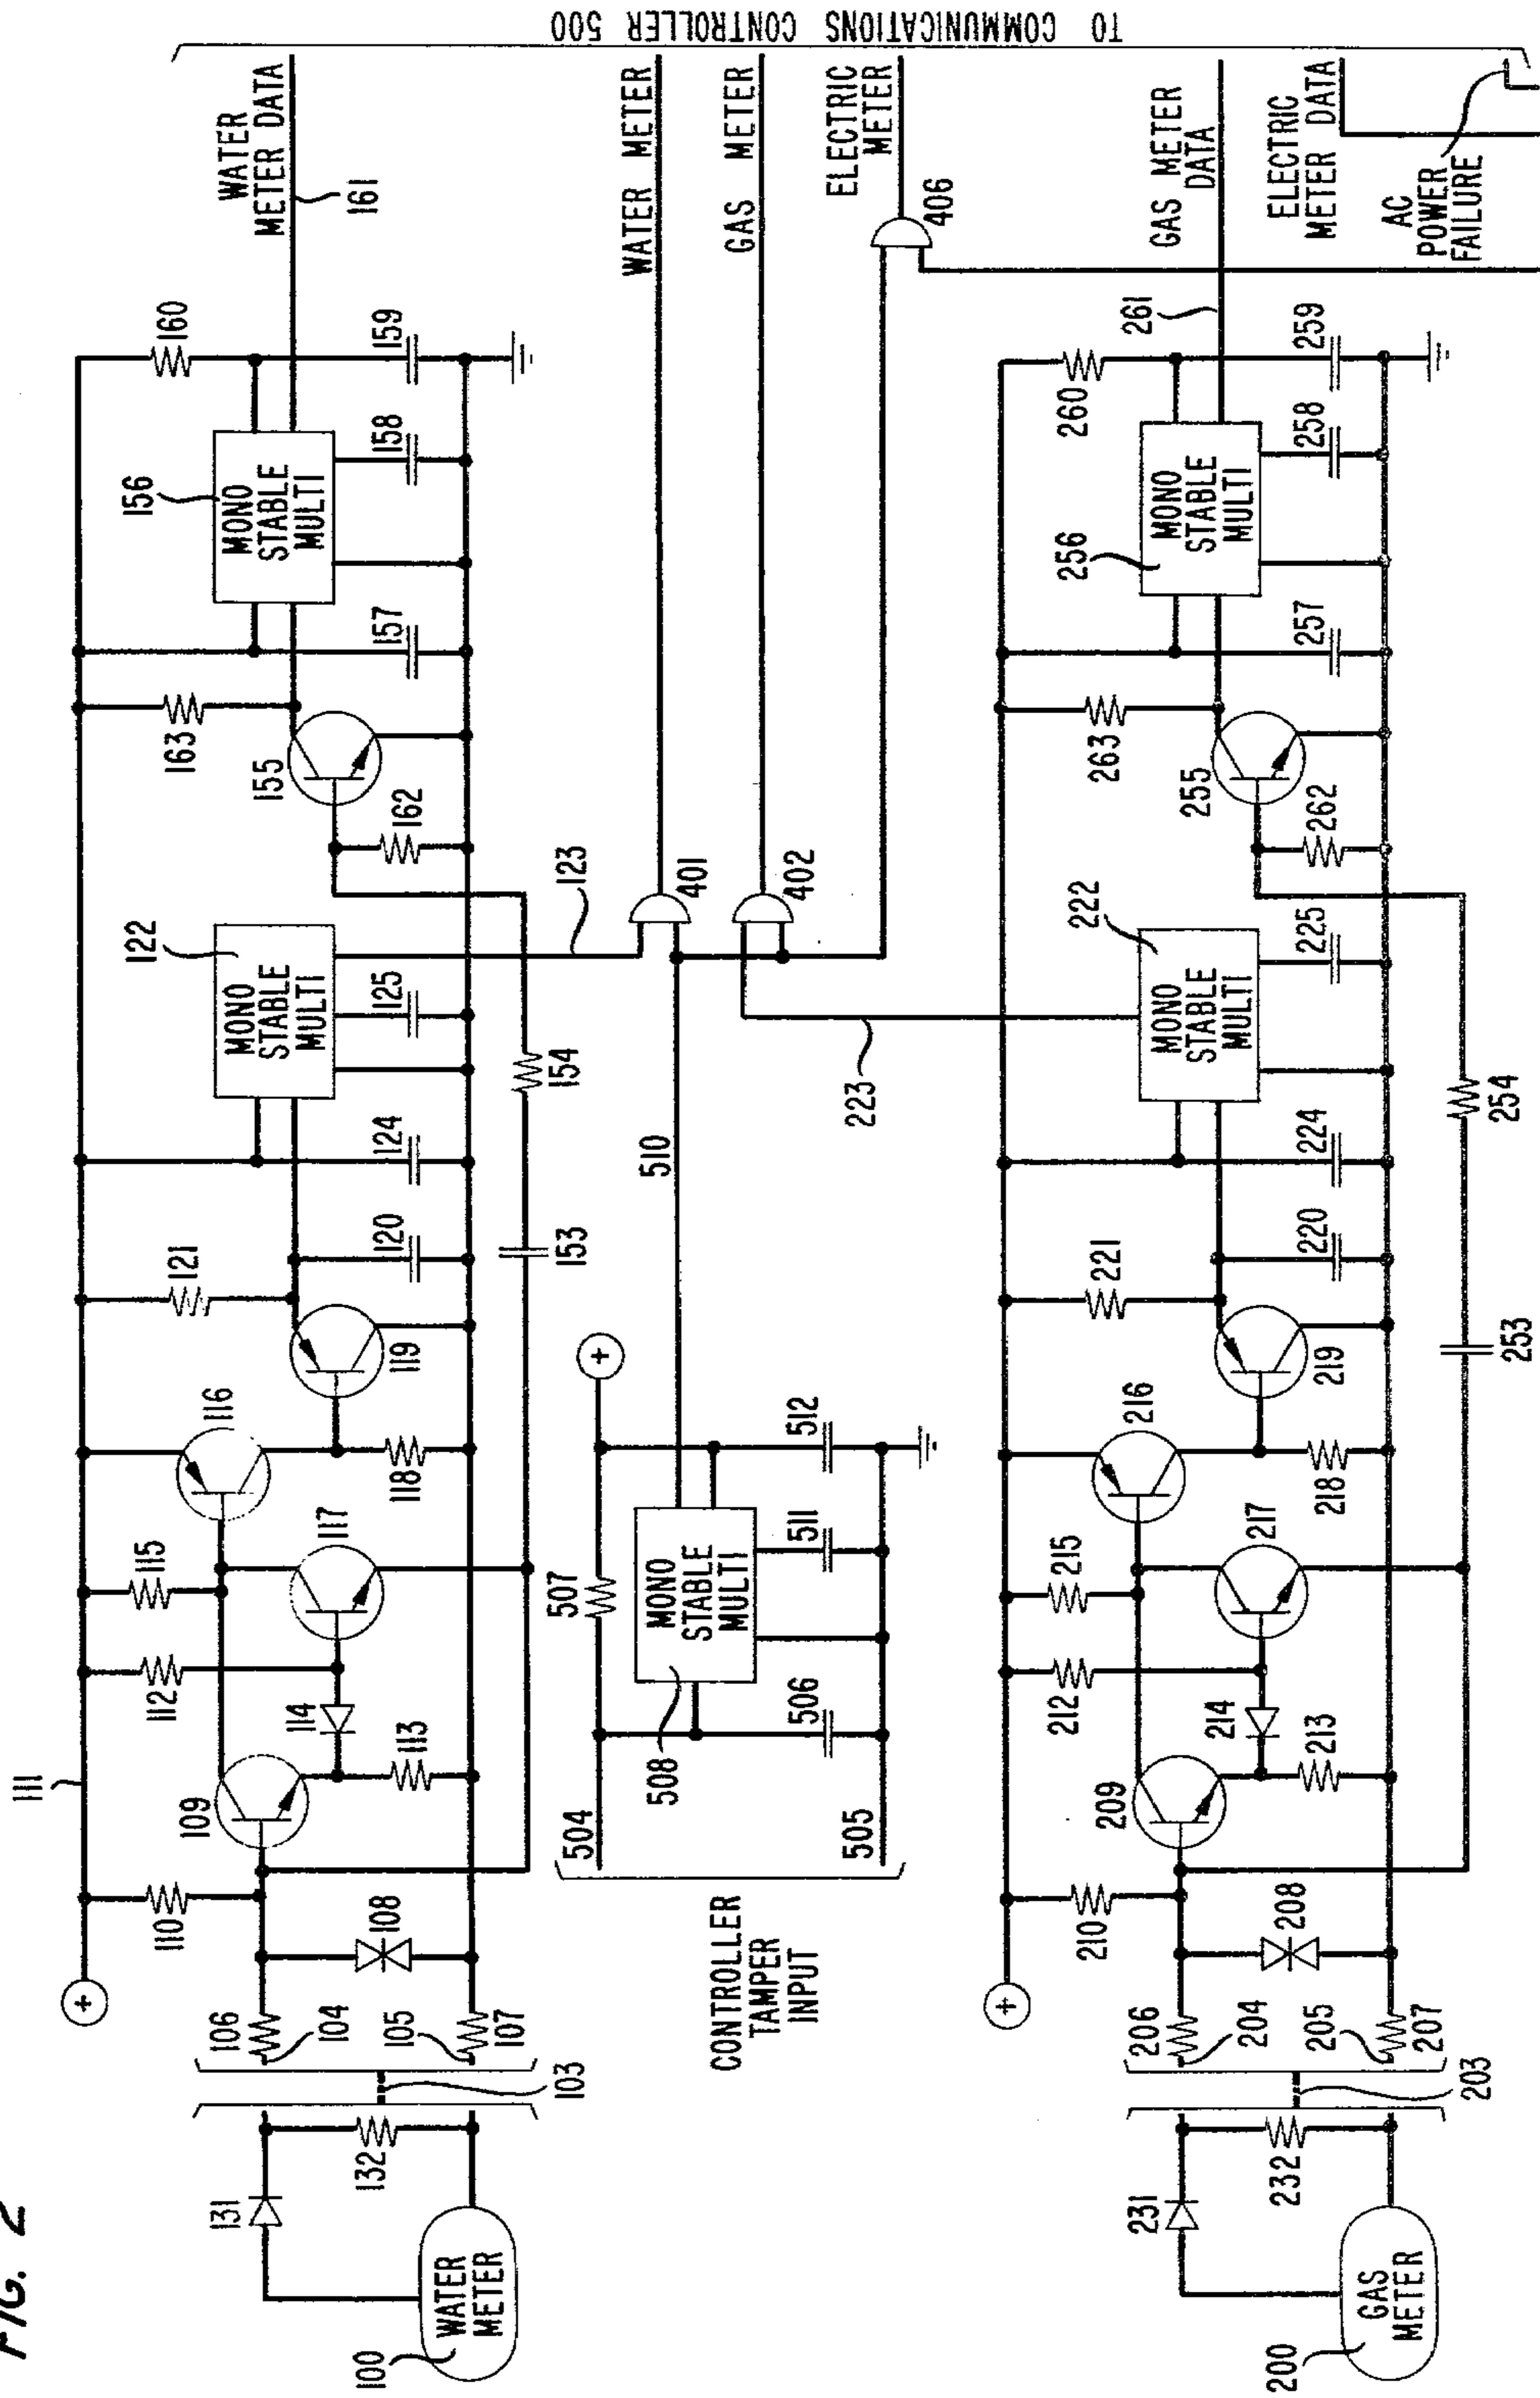 FIG. 2
111
110
112
115
116
121
122
MONO
STABLE
MULTI
156
MONO
STABLE
MULTI
160
WATER
METER DATA
161
109
114
117
113
118
119
120
124
125
163
155
162
157
158
159
100
WATER
METER
131
132
103
106
104
105
107
108
153
154
123
TO COMMUNICATIONS CONTROLLER 500
WATER METER
401
GAS METER
402
ELECTRIC
METER
406
CONTROLLER
TAMPER
INPUT
504
505
507
508
MONO
STABLE
MULTI
506
511
512
510
223
GAS METER
DATA
261
ELECTRIC
METER DATA
AC
POWER
FAILURE
200
GAS
METER
231
232
203
206
204
205
207
208
210
212
215
216
209
214
217
213
218
219
221
220
224
222
MONO
STABLE
MULTI
225
263
255
262
256
MONO
STABLE
MULTI
257
258
259
260
253
254